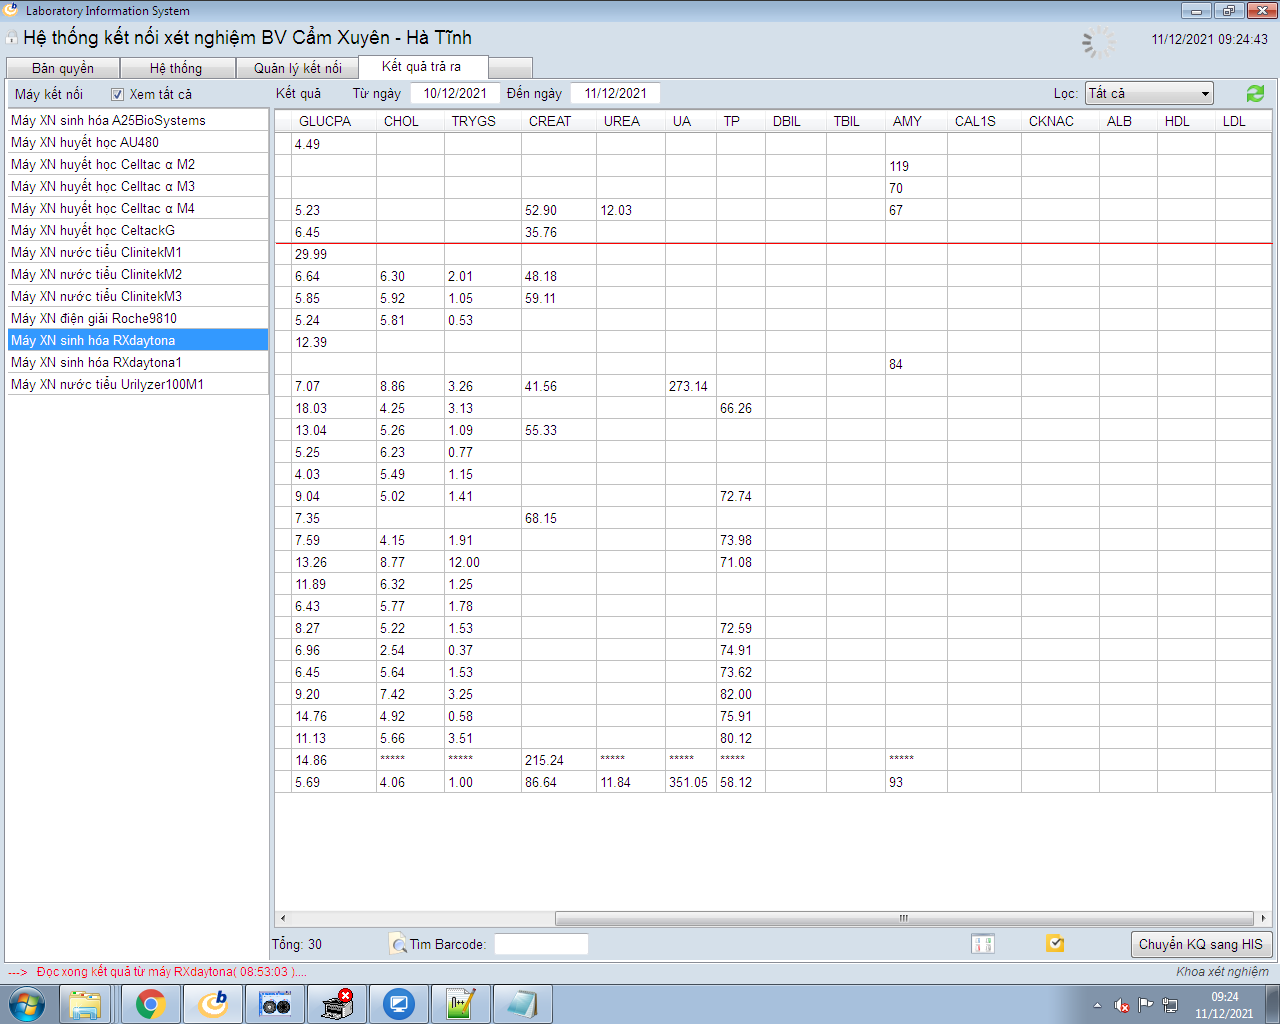 Laboratory Information System
Hệ thống kết nối xét nghiệm BV Cẩm Xuyên - Hà Tĩnh
11/12/2021 09:24:43
Bản quyền Hệ thống Quản lý kết nối Kết quả trả ra
Máy kết nối Xem tất cả Kết quả Từ ngày 10/12/2021 Đến ngày 11/12/2021 Lọc: Tất cả
Máy XN sinh hóa A25BioSystems
Máy XN huyết học AU480
Máy XN huyết học Celltac α M2
Máy XN huyết học Celltac α M3
Máy XN huyết học Celltac α M4
Máy XN huyết học CeltackG
Máy XN nước tiểu ClinitekM1
Máy XN nước tiểu ClinitekM2
Máy XN nước tiểu ClinitekM3
Máy XN điện giải Roche9810
Máy XN sinh hóa RXdaytona
Máy XN sinh hóa RXdaytona1
Máy XN nước tiểu Urilyzer100M1
GLUCPA CHOL TRYGS CREAT UREA UA TP DBIL TBIL AMY CAL1S CKNAC ALB HDL LDL
4.49
119
70
5.23 52.90 12.03 67
6.45 35.76
29.99
6.64 6.30 2.01 48.18
5.85 5.92 1.05 59.11
5.24 5.81 0.53
12.39
84
7.07 8.86 3.26 41.56 273.14
18.03 4.25 3.13 66.26
13.04 5.26 1.09 55.33
5.25 6.23 0.77
4.03 5.49 1.15
9.04 5.02 1.41 72.74
7.35 68.15
7.59 4.15 1.91 73.98
13.26 8.77 12.00 71.08
11.89 6.32 1.25
6.43 5.77 1.78
8.27 5.22 1.53 72.59
6.96 2.54 0.37 74.91
6.45 5.64 1.53 73.62
9.20 7.42 3.25 82.00
14.76 4.92 0.58 75.91
11.13 5.66 3.51 80.12
14.86 ***** ***** 215.24 ***** ***** ***** *****
5.69 4.06 1.00 86.64 11.84 351.05 58.12 93
Tổng: 30 Tìm Barcode: Chuyển KQ sang HIS
---> Đọc xong kết quả từ máy RXdaytona( 08:53:03 ).... Khoa xét nghiệm
09:24
11/12/2021